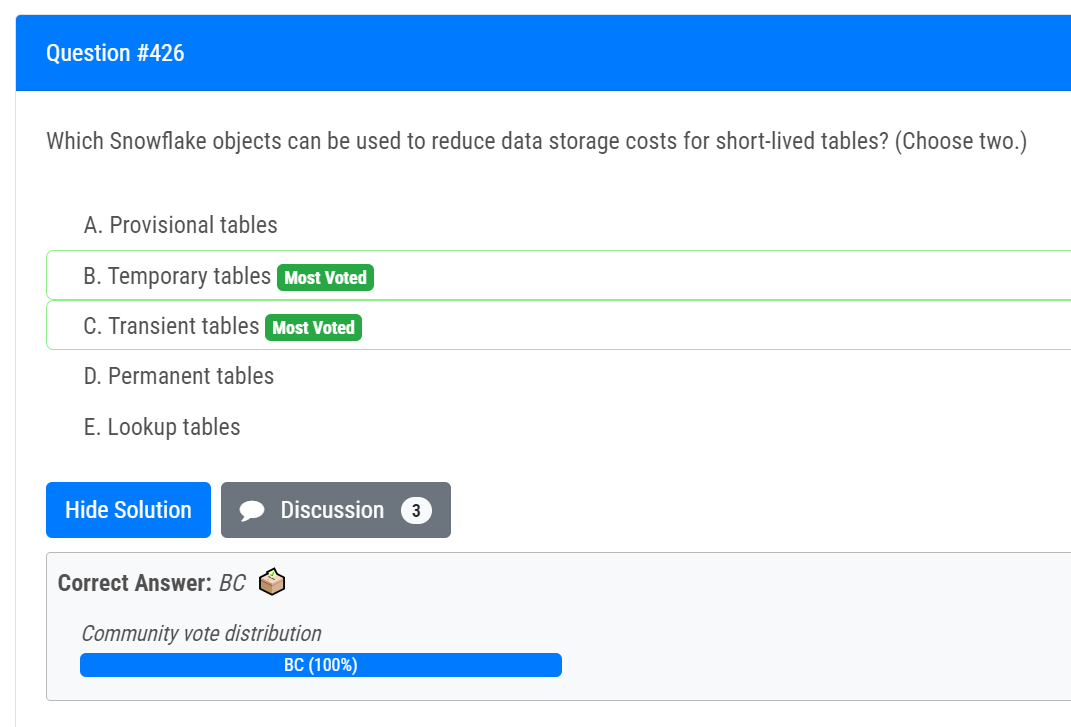 Question #426
Which Snowflake objects can be used to reduce data storage costs for short-lived tables? (Choose two.)
A. Provisional tables
B. Temporary tables Most Voted
C. Transient tables Most Voted
D. Permanent tables
E. Lookup tables
Hide Solution Discussion 3
Correct Answer: BC
Community vote distribution
BC (100%)